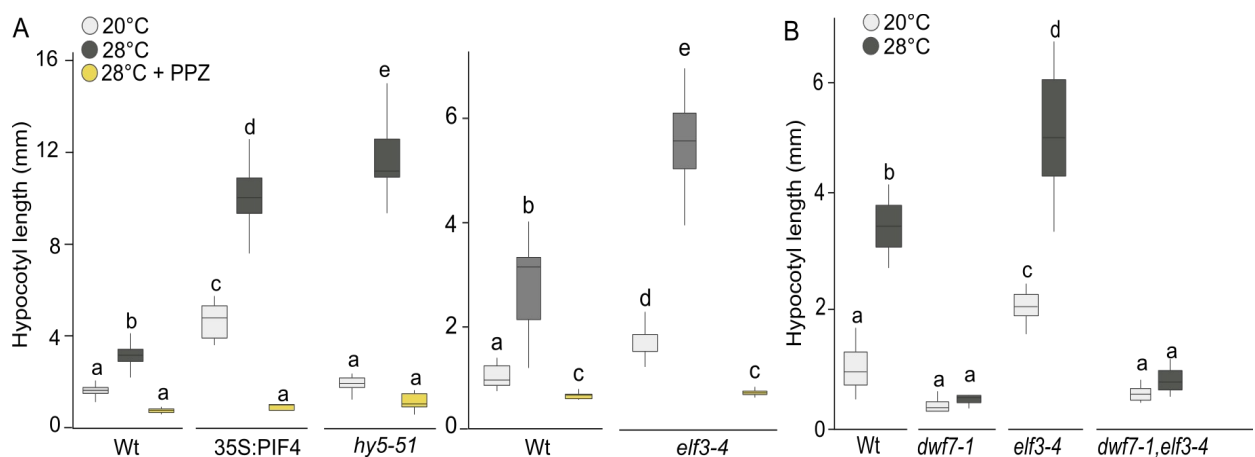 A
20°C
28°C
28°C + PPZ
Hypocotyl length (mm)
16
12
8
4
0
a
b
a
c
d
a
a
e
a
Wt
35S:PIF4
hy5-51
6
4
2
0
a
b
c
d
e
c
Wt
elf3-4
B
20°C
28°C
Hypocotyl length (mm)
6
4
2
0
a
b
a
a
c
d
a
a
Wt
dwf7-1
elf3-4
dwf7-1,elf3-4